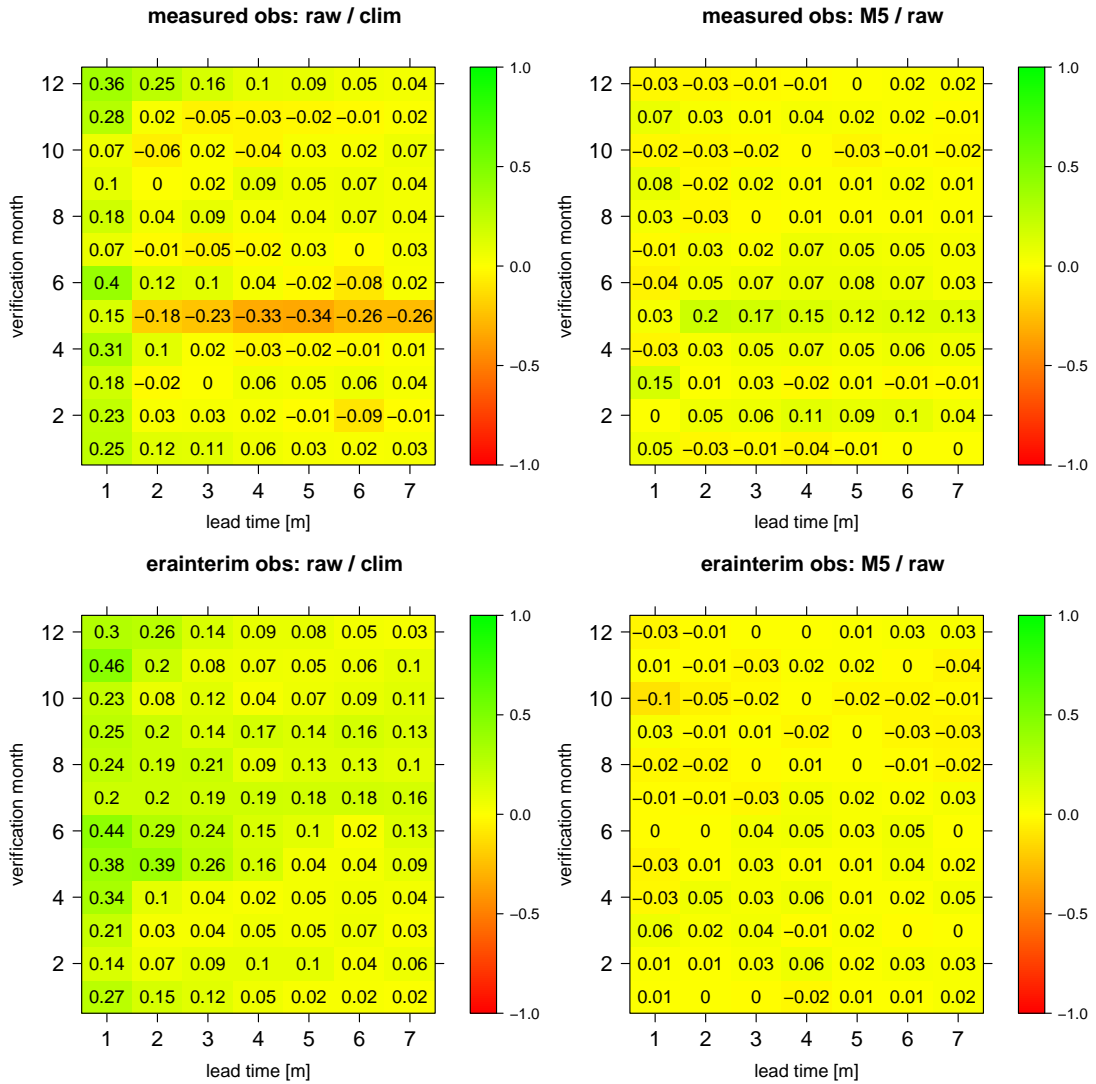 measured obs: raw / clim
12 0.36 0.25 0.16 0.1 0.09 0.05 0.04 1.0
0.28 0.02 −0.05 −0.03 −0.02 −0.01 0.02
10 0.07 −0.06 0.02 −0.04 0.03 0.02 0.07
0.1 0 0.02 0.09 0.05 0.07 0.04 0.5
8 0.18 0.04 0.09 0.04 0.04 0.07 0.04
0.07 −0.01 −0.05 −0.02 0.03 0 0.03 0.0
6 0.4 0.12 0.1 0.04 −0.02 −0.08 0.02
0.15 −0.18 −0.23 −0.33 −0.34 −0.26 −0.26
4 0.31 0.1 0.02 −0.03 −0.02 −0.01 0.01 −0.5
0.18 −0.02 0 0.06 0.05 0.06 0.04
2 0.23 0.03 0.03 0.02 −0.01 −0.09 −0.01
0.25 0.12 0.11 0.06 0.03 0.02 0.03 −1.0
1 2 3 4 5 6 7
lead time [m]
verification month
measured obs: M5 / raw
12 −0.03 −0.03 −0.01 −0.01 0 0.02 0.02 1.0
0.07 0.03 0.01 0.04 0.02 0.02 −0.01
10 −0.02 −0.03 −0.02 0 −0.03 −0.01 −0.02
0.08 −0.02 0.02 0.01 0.01 0.02 0.01 0.5
8 0.03 −0.03 0 0.01 0.01 0.01 0.01
−0.01 0.03 0.02 0.07 0.05 0.05 0.03 0.0
6 −0.04 0.05 0.07 0.07 0.08 0.07 0.03
0.03 0.2 0.17 0.15 0.12 0.12 0.13
4 −0.03 0.03 0.05 0.07 0.05 0.06 0.05 −0.5
0.15 0.01 0.03 −0.02 0.01 −0.01 −0.01
2 0 0.05 0.06 0.11 0.09 0.1 0.04
0.05 −0.03 −0.01 −0.04 −0.01 0 0 −1.0
1 2 3 4 5 6 7
lead time [m]
verification month
erainterim obs: raw / clim
12 0.3 0.26 0.14 0.09 0.08 0.05 0.03 1.0
0.46 0.2 0.08 0.07 0.05 0.06 0.1
10 0.23 0.08 0.12 0.04 0.07 0.09 0.11
0.25 0.2 0.14 0.17 0.14 0.16 0.13 0.5
8 0.24 0.19 0.21 0.09 0.13 0.13 0.1
0.2 0.2 0.19 0.19 0.18 0.18 0.16 0.0
6 0.44 0.29 0.24 0.15 0.1 0.02 0.13
0.38 0.39 0.26 0.16 0.04 0.04 0.09
4 0.34 0.1 0.04 0.02 0.05 0.05 0.04 −0.5
0.21 0.03 0.04 0.05 0.05 0.07 0.03
2 0.14 0.07 0.09 0.1 0.1 0.04 0.06
0.27 0.15 0.12 0.05 0.02 0.02 0.02 −1.0
1 2 3 4 5 6 7
lead time [m]
verification month
erainterim obs: M5 / raw
12 −0.03 −0.01 0 0 0.01 0.03 0.03 1.0
0.01 −0.01 −0.03 0.02 0.02 0 −0.04
10 −0.1 −0.05 −0.02 0 −0.02 −0.02 −0.01
0.03 −0.01 0.01 −0.02 0 −0.03 −0.03 0.5
8 −0.02 −0.02 0 0.01 0 −0.01 −0.02
−0.01 −0.01 −0.03 0.05 0.02 0.02 0.03 0.0
6 0 0 0.04 0.05 0.03 0.05 0
−0.03 0.01 0.03 0.01 0.01 0.04 0.02
4 −0.03 0.05 0.03 0.06 0.01 0.02 0.05 −0.5
0.06 0.02 0.04 −0.01 0.02 0 0
2 0.01 0.01 0.03 0.06 0.02 0.03 0.03
0.01 0 0 −0.02 0.01 0.01 0.02 −1.0
1 2 3 4 5 6 7
lead time [m]
verification month